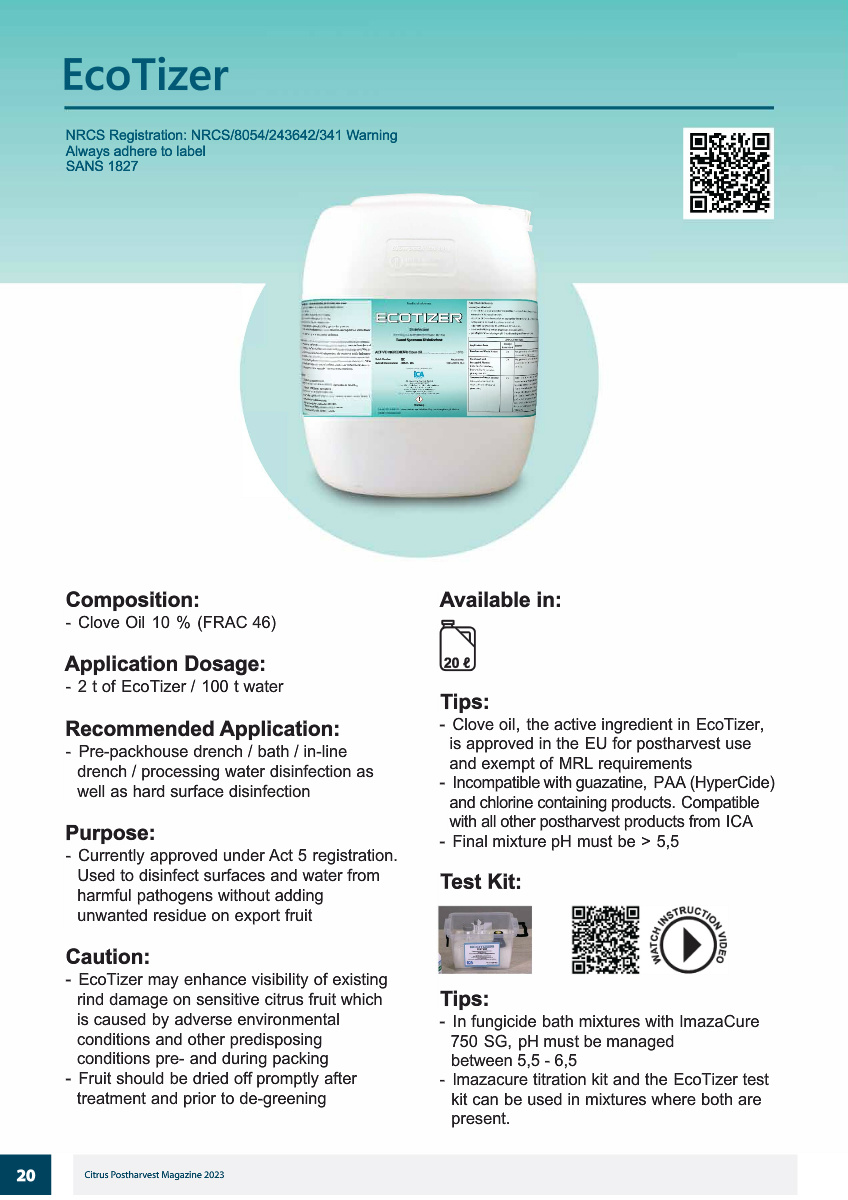 EcoTizer
NRCS Registration: NRCS/8054/243642/341 Warning
Always adhere to label
SANS 1827
ECOTIZER
Disinfectant
Broad Spectrum Disinfectant
ICA
Composition:
- Clove Oil 10 % (FRAC 46)
Application Dosage:
- 2 t of EcoTizer / 100 t water
Recommended Application:
- Pre-packhouse drench / bath / in-line
drench / processing water disinfection as
well as hard surface disinfection
Purpose:
- Currently approved under Act 5 registration.
Used to disinfect surfaces and water from
harmful pathogens without adding
unwanted residue on export fruit
Caution:
- EcoTizer may enhance visibility of existing
rind damage on sensitive citrus fruit which
is caused by adverse environmental
conditions and other predisposing
conditions pre- and during packing
- Fruit should be dried off promptly after
treatment and prior to de-greening
Available in:
20 ℓ
Tips:
- Clove oil, the active ingredient in EcoTizer,
is approved in the EU for postharvest use
and exempt of MRL requirements
- Incompatible with guazatine, PAA (HyperCide)
and chlorine containing products. Compatible
with all other postharvest products from ICA
- Final mixture pH must be > 5,5
Test Kit:
WATCH INSTRUCTION VIDEO
Tips:
- In fungicide bath mixtures with ImazaCure
750 SG, pH must be managed
between 5,5 - 6,5
- Imazacure titration kit and the EcoTizer test
kit can be used in mixtures where both are
present.
20
Citrus Postharvest Magazine 2023